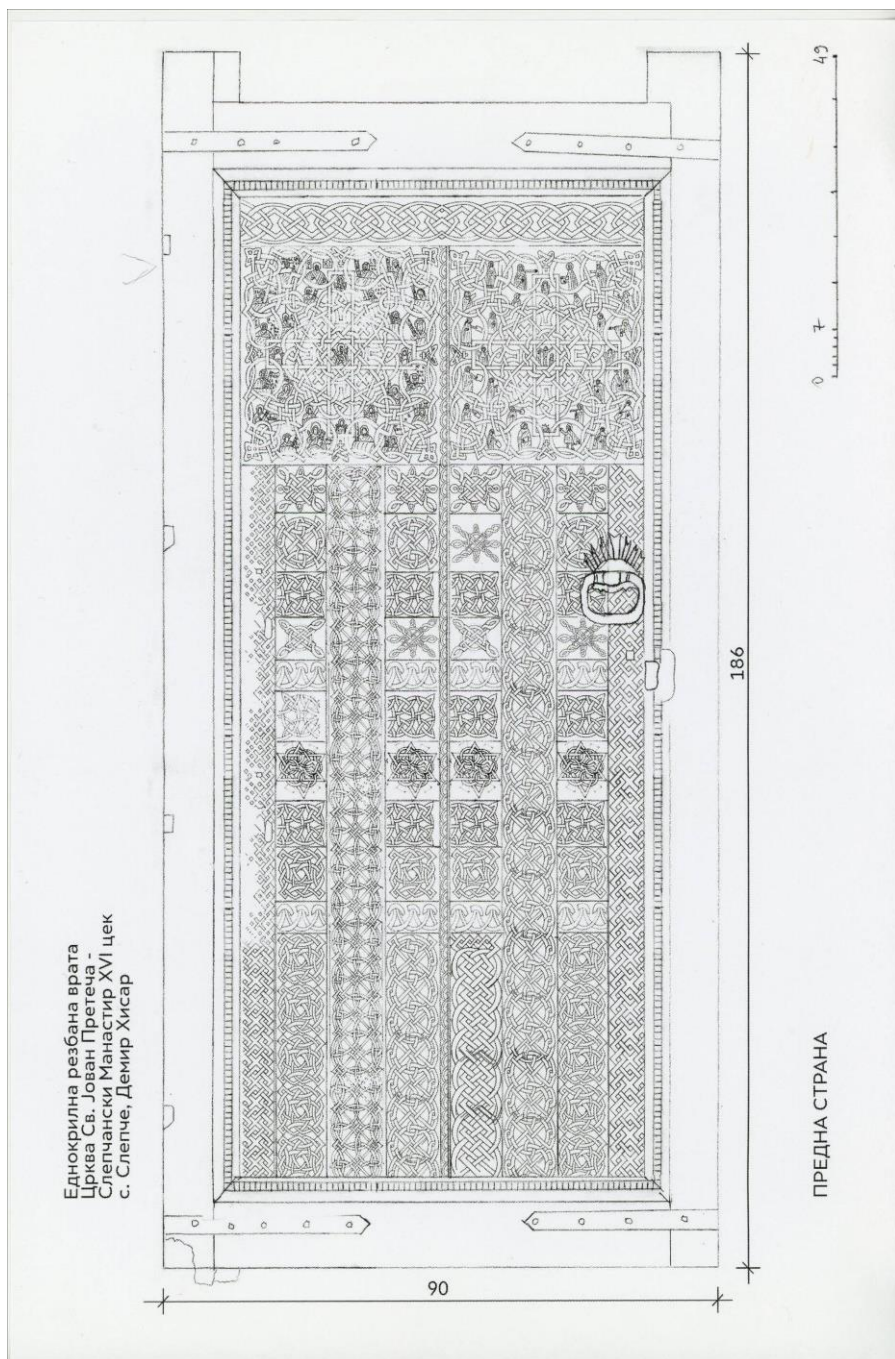 Еднокрилна резбана врата
Црква Св. Јован Претеча -
Слепчански Манастир XVI цек
с. Слепче, Демир Хисар
186
90
0 7 49
ПРЕДНА СТРАНА